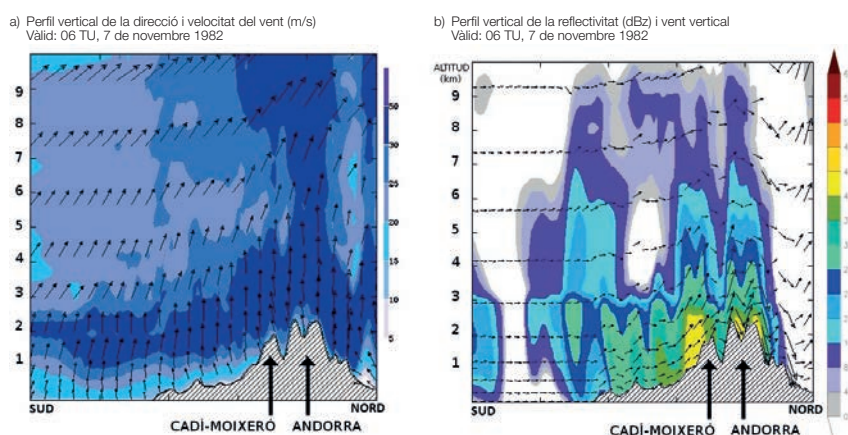 a) Perfil vertical de la direcció i velocitat del vent (m/s)
Vàlid: 06 TU, 7 de novembre 1982
9
8
7
6
5
4
3
2
1
50
30
25
20
15
10
5
SUD
NORD
CADÍ-MOIXERÓ
ANDORRA
b) Perfil vertical de la reflectivitat (dBz) i vent vertical
Vàlid: 06 TU, 7 de novembre 1982
ALTITUD
(km)
9
8
7
6
5
4
3
2
1
SUD
NORD
CADÍ-MOIXERÓ
ANDORRA